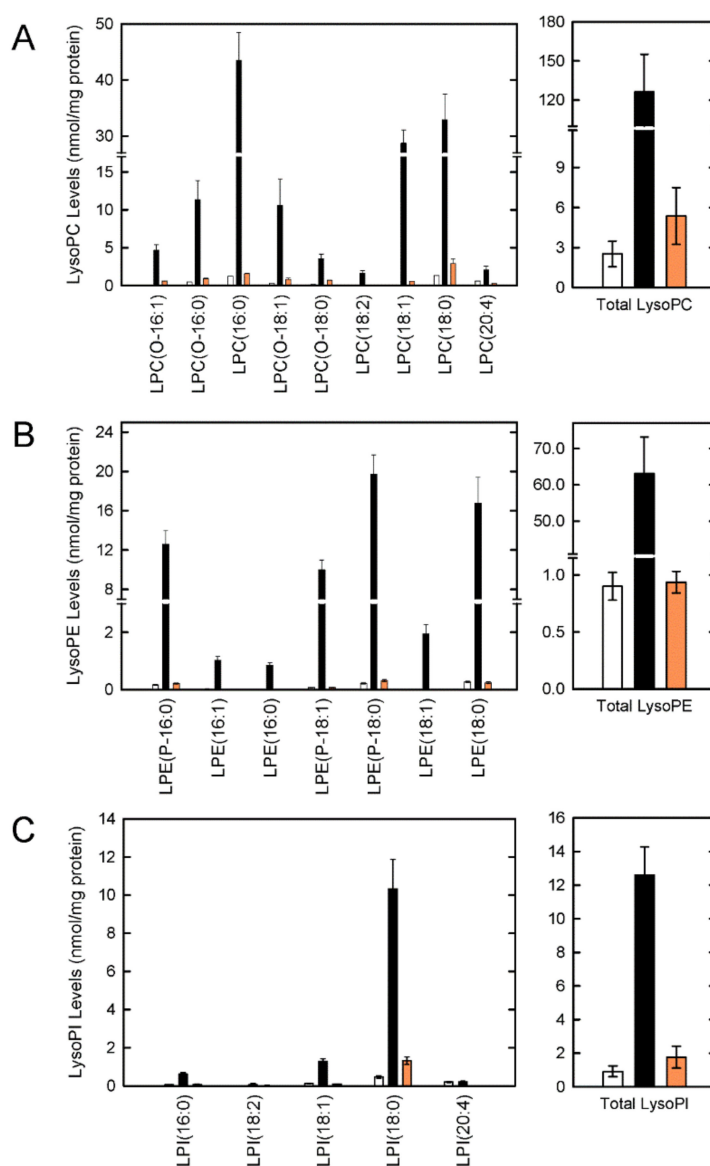 A
LysoPC Levels (nmol/mg protein)
50
40
30
15
10
5
0
LPC(O-16:1)
LPC(O-16:0)
LPC(16:0)
LPC(O-18:1)
LPC(O-18:0)
LPC(18:2)
LPC(18:1)
LPC(18:0)
LPC(20:4)
180
150
120
9
6
3
0
Total LysoPC
B
LysoPE Levels (nmol/mg protein)
24
20
16
12
8
2
0
LPE(P-16:0)
LPE(16:1)
LPE(16:0)
LPE(P-18:1)
LPE(P-18:0)
LPE(18:1)
LPE(18:0)
70.0
60.0
50.0
1.0
0.5
0.0
Total LysoPE
C
LysoPI Levels (nmol/mg protein)
14
12
10
8
6
4
2
0
LPI(16:0)
LPI(18:2)
LPI(18:1)
LPI(18:0)
LPI(20:4)
16
14
12
10
8
6
4
2
0
Total LysoPI